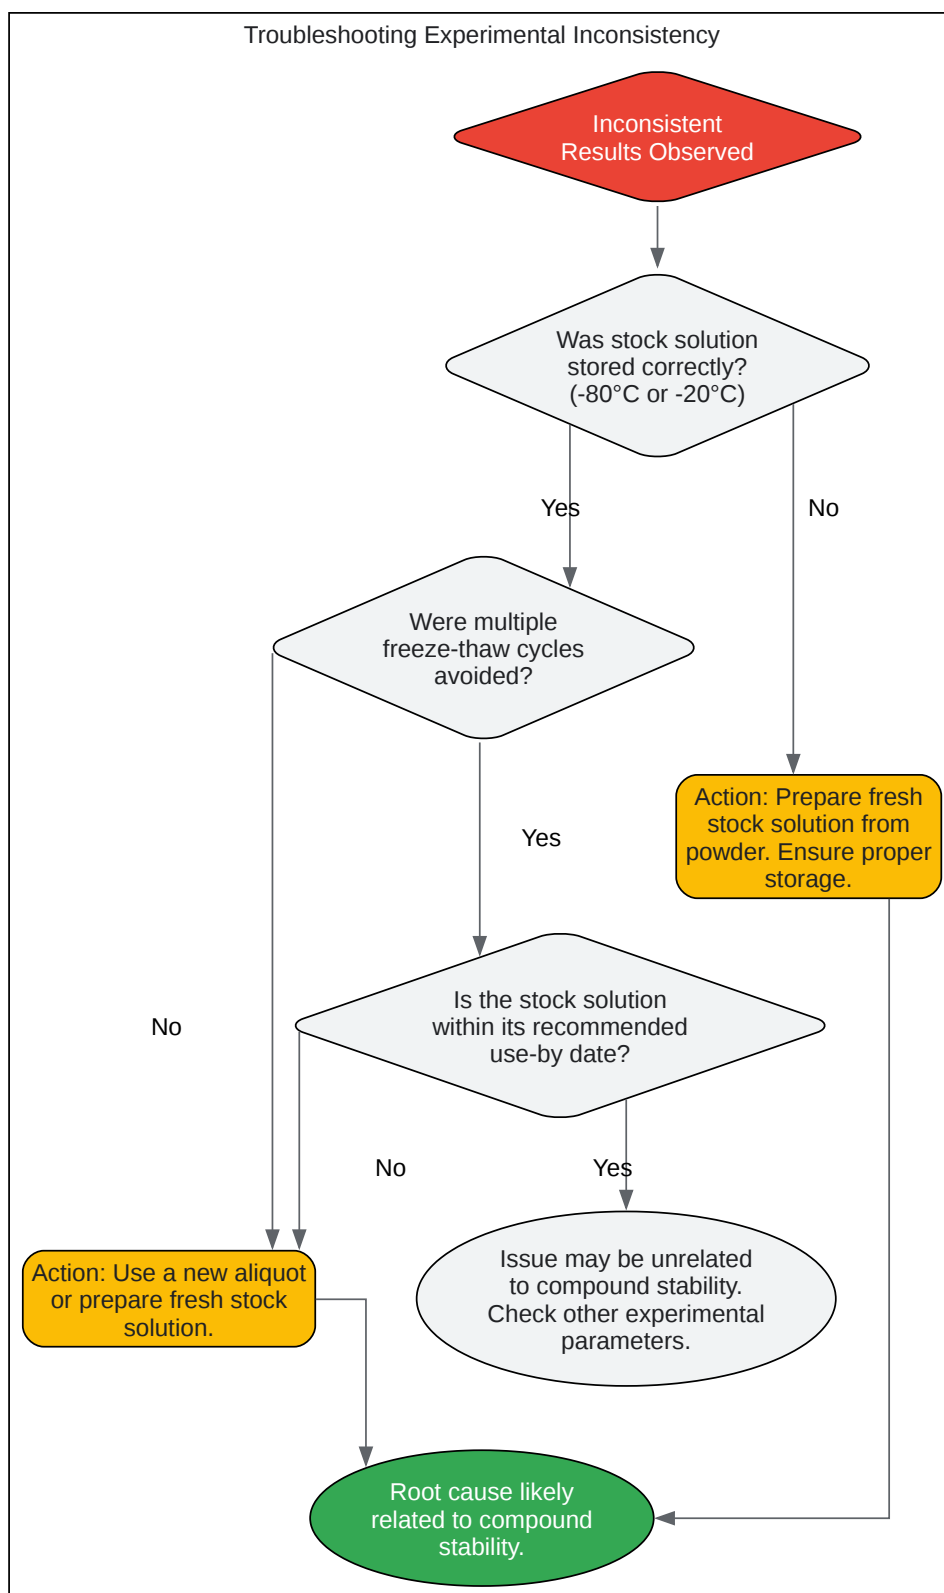 Troubleshooting Experimental Inconsistency
Inconsistent
Results Observed
Was stock solution
stored correctly?
(-80°C or -20°C)
Yes
No
Were multiple
freeze-thaw cycles
avoided?
Action: Prepare fresh
stock solution from
powder. Ensure proper
storage.
Yes
Is the stock solution
within its recommended
use-by date?
No
No
Yes
Issue may be unrelated
to compound stability.
Check other experimental
parameters.
Action: Use a new aliquot
or prepare fresh stock
solution.
Root cause likely
related to compound
stability.